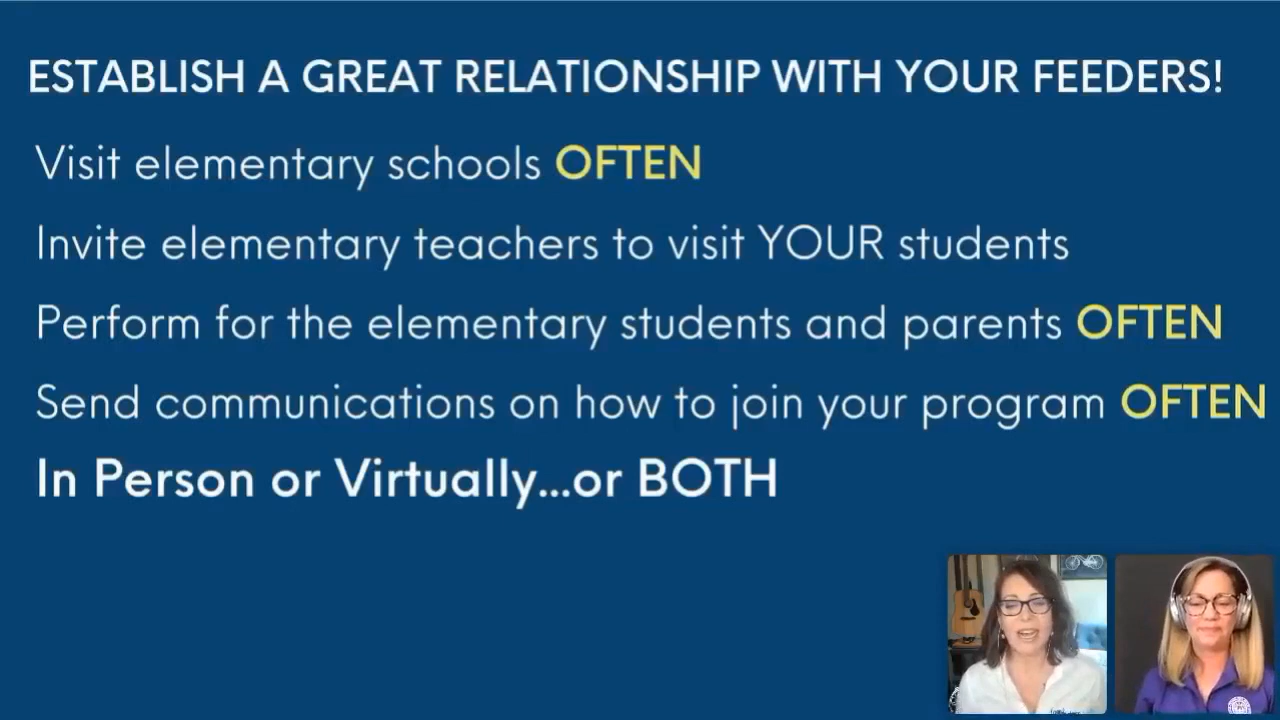 ESTABLISH A GREAT RELATIONSHIP WITH YOUR FEEDERS!
Visit elementary schools OFTEN
Invite elementary teachers to visit YOUR students
Perform for the elementary students and parents OFTEN
Send communications on how to join your program OFTEN
In Person or Virtually...or BOTH